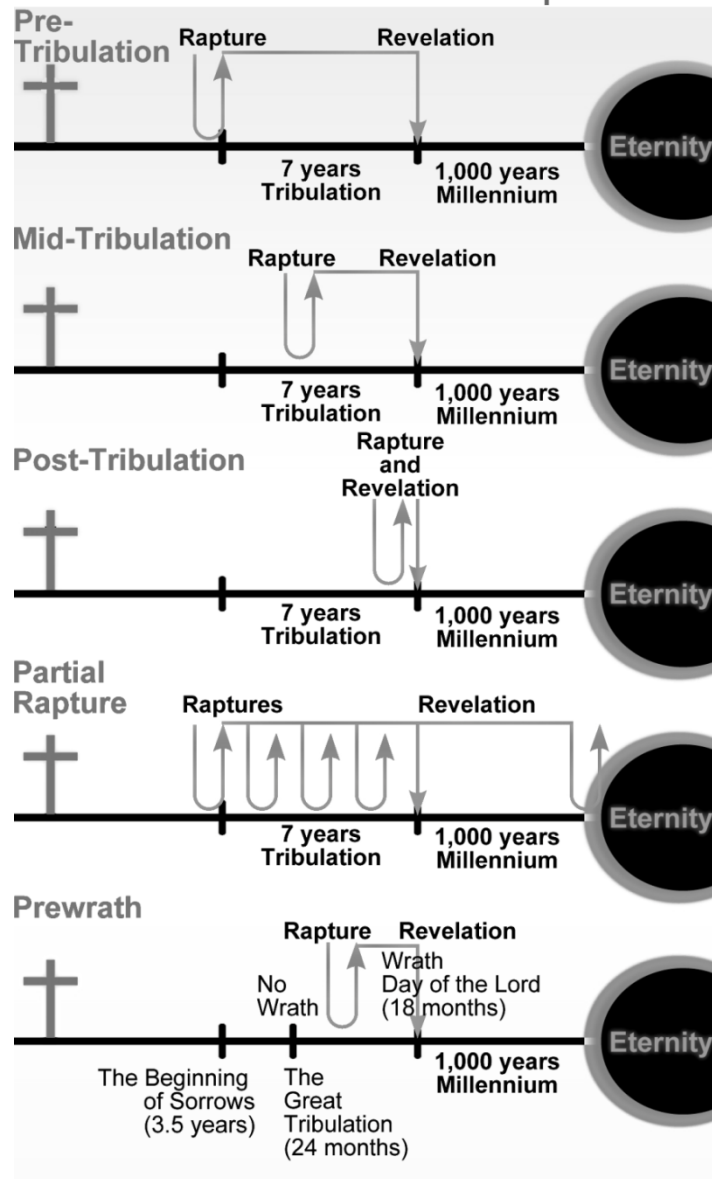 Pre-
Tribulation
Rapture
Revelation
Eternity
7 years
Tribulation
1,000 years
Millennium
Mid-Tribulation
Rapture
Revelation
Eternity
7 years
Tribulation
1,000 years
Millennium
Post-Tribulation
Rapture
and
Revelation
Eternity
7 years
Tribulation
1,000 years
Millennium
Partial
Rapture
Raptures
Revelation
Eternity
7 years
Tribulation
1,000 years
Millennium
Prewrath
Rapture
Revelation
No
Wrath
Wrath
Day of the Lord
(18 months)
Eternity
The Beginning
of Sorrows
(3.5 years)
The
Great
Tribulation
(24 months)
1,000 years
Millennium